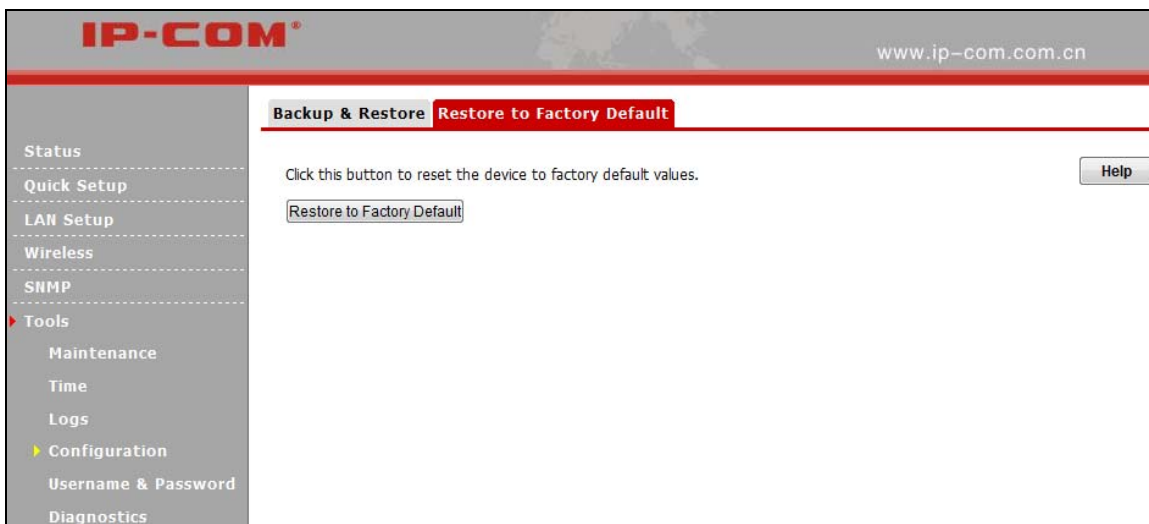 IP-COM®
www.ip-com.com.cn
Backup & Restore Restore to Factory Default
Status
Quick Setup
LAN Setup
Wireless
SNMP
Tools
Maintenance
Time
Logs
Configuration
Username & Password
Diagnostics
Click this button to reset the device to factory default values.
Help
Restore to Factory Default